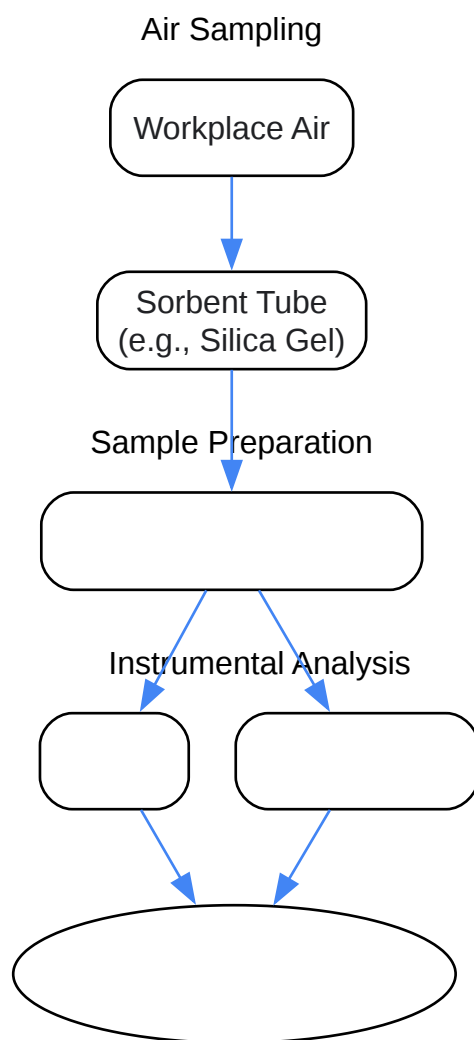 Air Sampling
Workplace Air
Sorbent Tube
(e.g., Silica Gel)
Sample Preparation
Instrumental Analysis